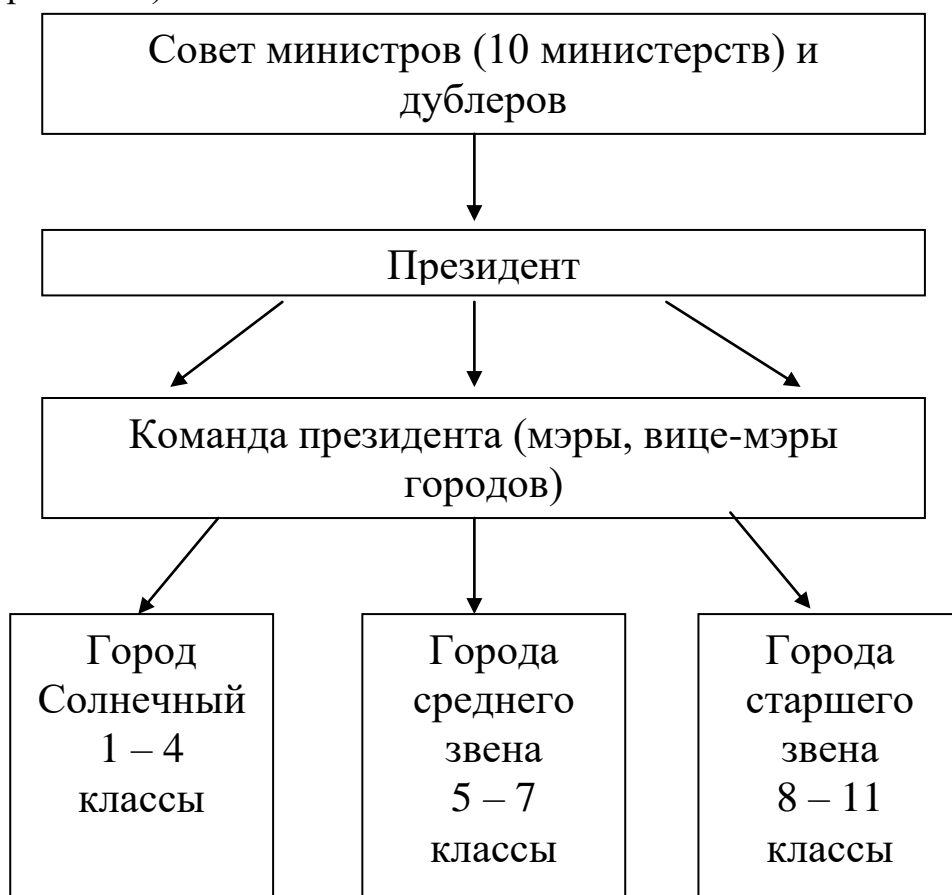 Совет министров (10 министерств) и
дублеров
Президент
Команда президента (мэры, вице-мэры
городов)
Город
Солнечный
1 – 4
классы
Города
среднего
звена
5 – 7
классы
Города
старшего
звена
8 – 11
классы